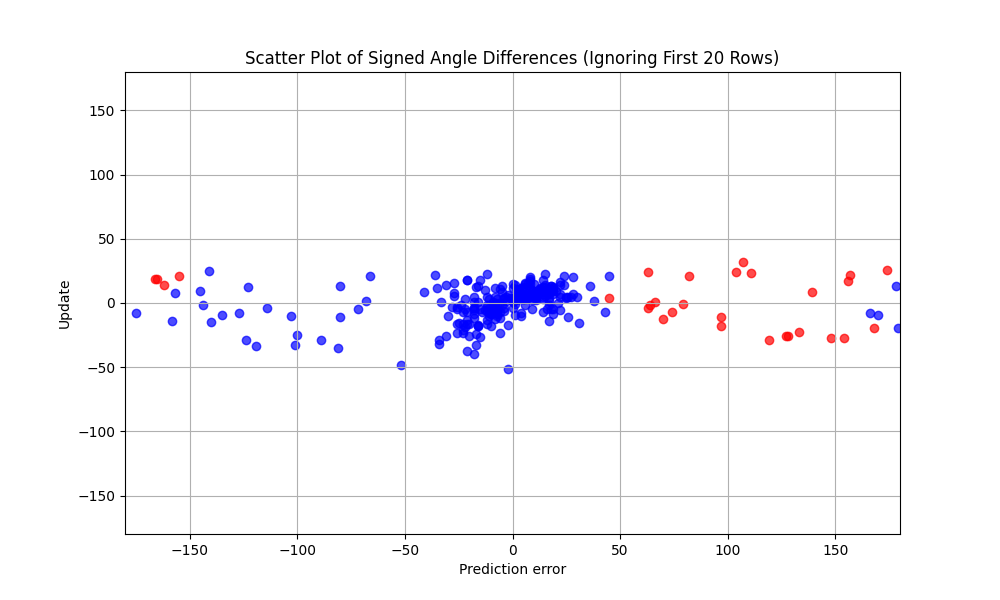 Scatter Plot of Signed Angle Differences (Ignoring First 20 Rows)
150
100
50
0
−50
−100
−150
Update
−150 −100 −50 0 50 100 150
Prediction error